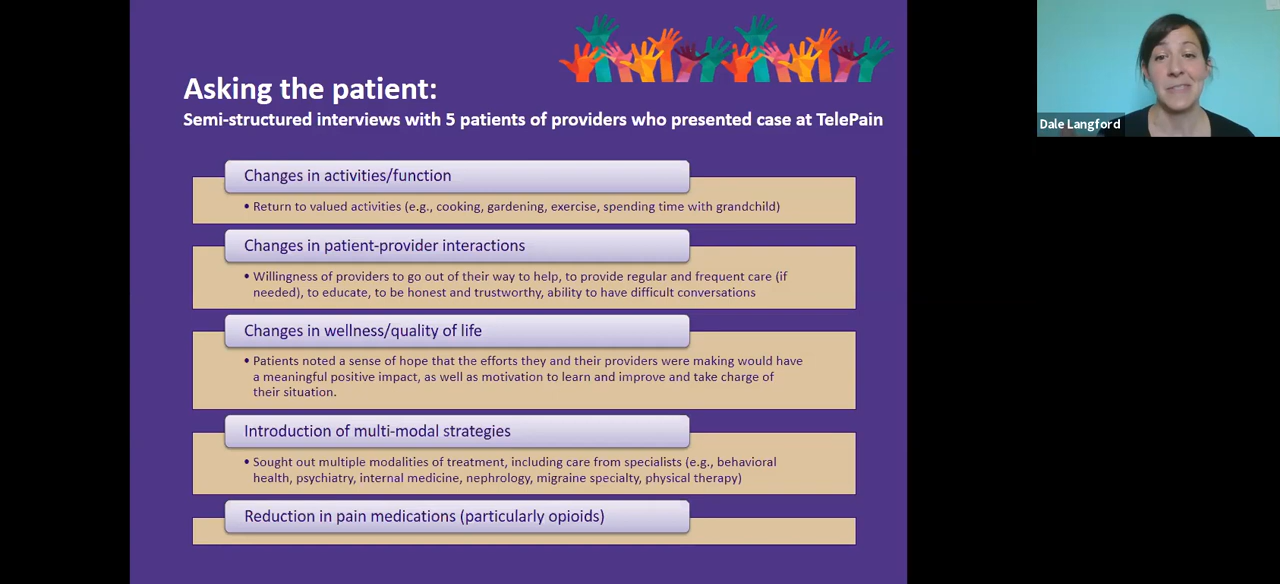 Asking the patient:
Semi-structured interviews with 5 patients of providers who presented case at TelePain
Changes in activities/function
• Return to valued activities (e.g., cooking, gardening, exercise, spending time with grandchild)
Changes in patient-provider interactions
• Willingness of providers to go out of their way to help, to provide regular and frequent care (if
needed), to educate, to be honest and trustworthy, ability to have difficult conversations
Changes in wellness/quality of life
• Patients noted a sense of hope that the efforts they and their providers were making would have
a meaningful positive impact, as well as motivation to learn and improve and take charge of
their situation.
Introduction of multi-modal strategies
• Sought out multiple modalities of treatment, including care from specialists (e.g., behavioral
health, psychiatry, internal medicine, nephrology, migraine specialty, physical therapy)
Reduction in pain medications (particularly opioids)
Dale Langford